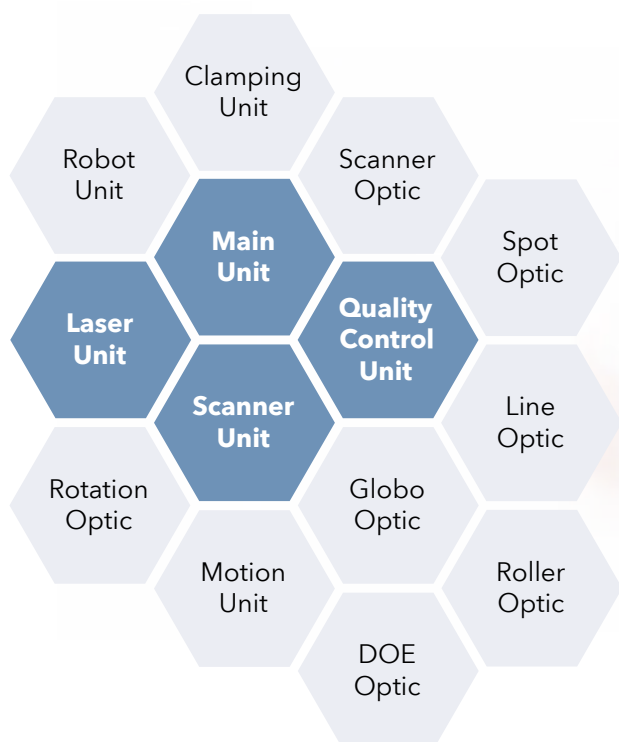 Clamping
Unit
Robot
Unit
Scanner
Optic
Main
Unit
Spot
Optic
Laser
Unit
Quality
Control
Unit
Scanner
Unit
Line
Optic
Rotation
Optic
Globo
Optic
Motion
Unit
Roller
Optic
DOE
Optic